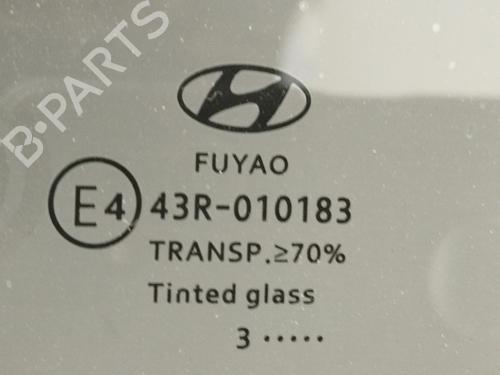 B-PARTS
FUYAO
E4 43R-010183
TRANSP.≥70%
Tinted glass
3 ·····